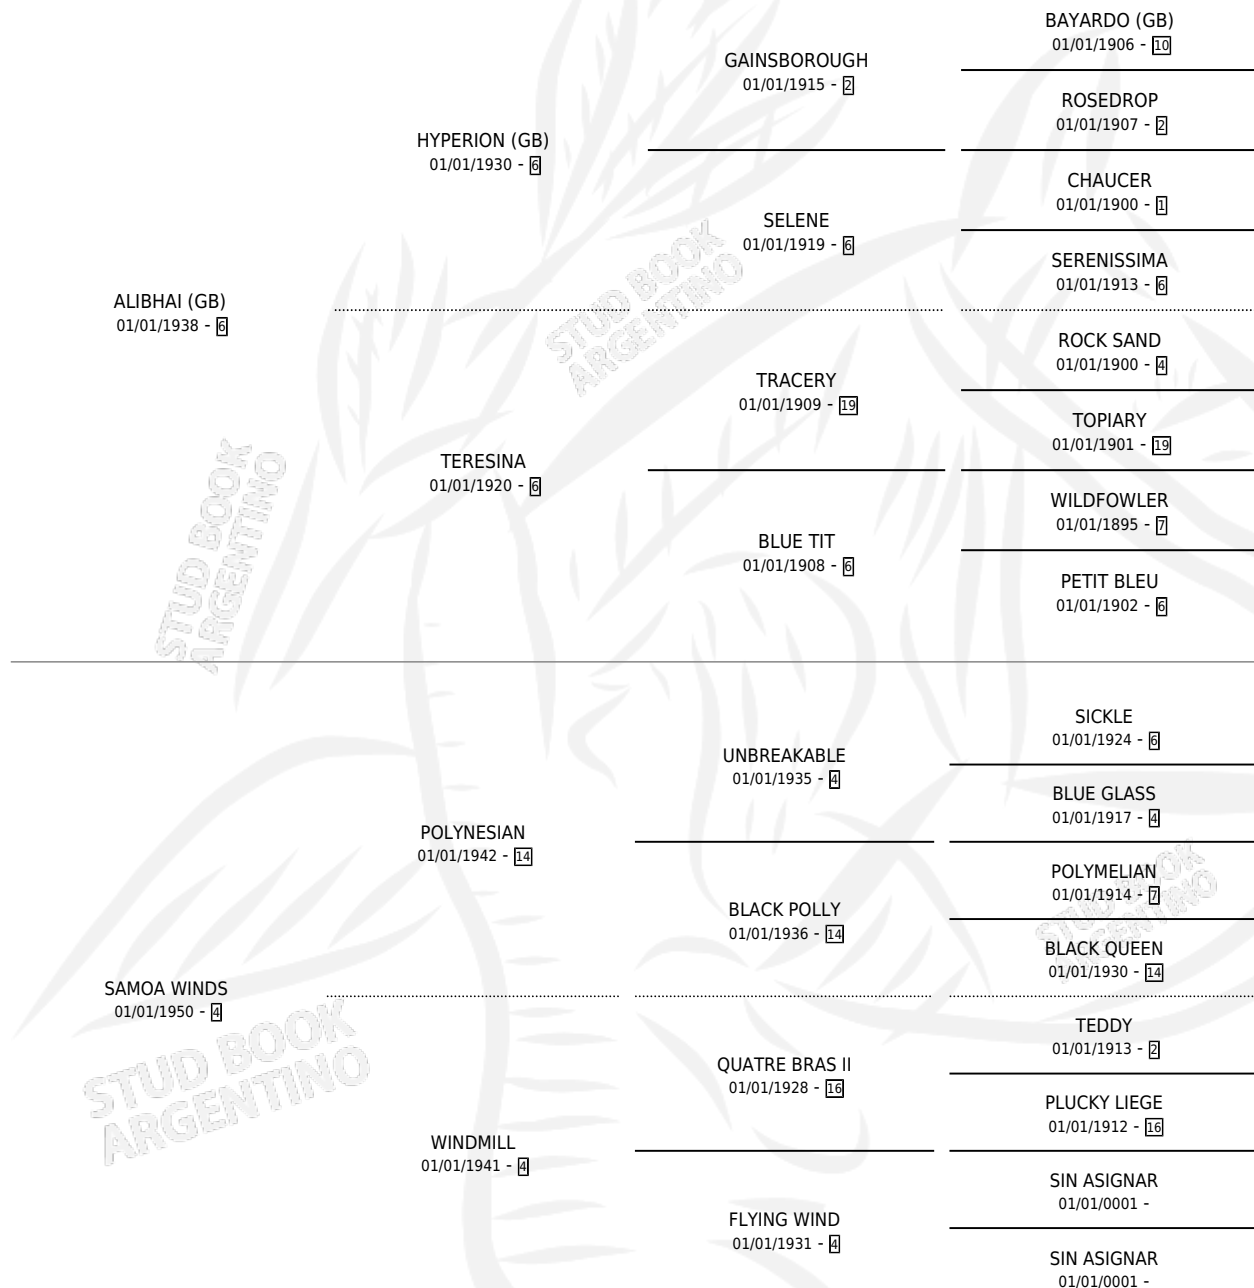 BAYARDO (GB)
01/01/1906 - 10
GAINSBOROUGH
01/01/1915 - 2
ROSEDROP
01/01/1907 - 2
HYPERION (GB)
01/01/1930 - 6
CHAUCER
01/01/1900 - 1
SELENE
01/01/1919 - 6
SERENISSIMA
01/01/1913 - 6
ALIBHAI (GB)
01/01/1938 - 6
ROCK SAND
01/01/1900 - 4
TRACERY
01/01/1909 - 19
TOPIARY
01/01/1901 - 19
TERESINA
01/01/1920 - 6
WILDFOWLER
01/01/1895 - 7
BLUE TIT
01/01/1908 - 6
PETIT BLEU
01/01/1902 - 6
SICKLE
01/01/1924 - 6
UNBREAKABLE
01/01/1935 - 4
BLUE GLASS
01/01/1917 - 4
POLYNESIAN
01/01/1942 - 14
POLYMELIAN
01/01/1914 - 7
BLACK POLLY
01/01/1936 - 14
BLACK QUEEN
01/01/1930 - 14
SAMOA WINDS
01/01/1950 - 4
TEDDY
01/01/1913 - 2
QUATRE BRAS II
01/01/1928 - 16
PLUCKY LIEGE
01/01/1912 - 16
WINDMILL
01/01/1941 - 4
SIN ASIGNAR
01/01/0001 -
FLYING WIND
01/01/1931 - 4
SIN ASIGNAR
01/01/0001 -
STUD BOOK
ARGENTINO
STUD BOOK
ARGENTINO
STUD BOOK
ARGENTINO
STUD BOOK
ARGENTINO